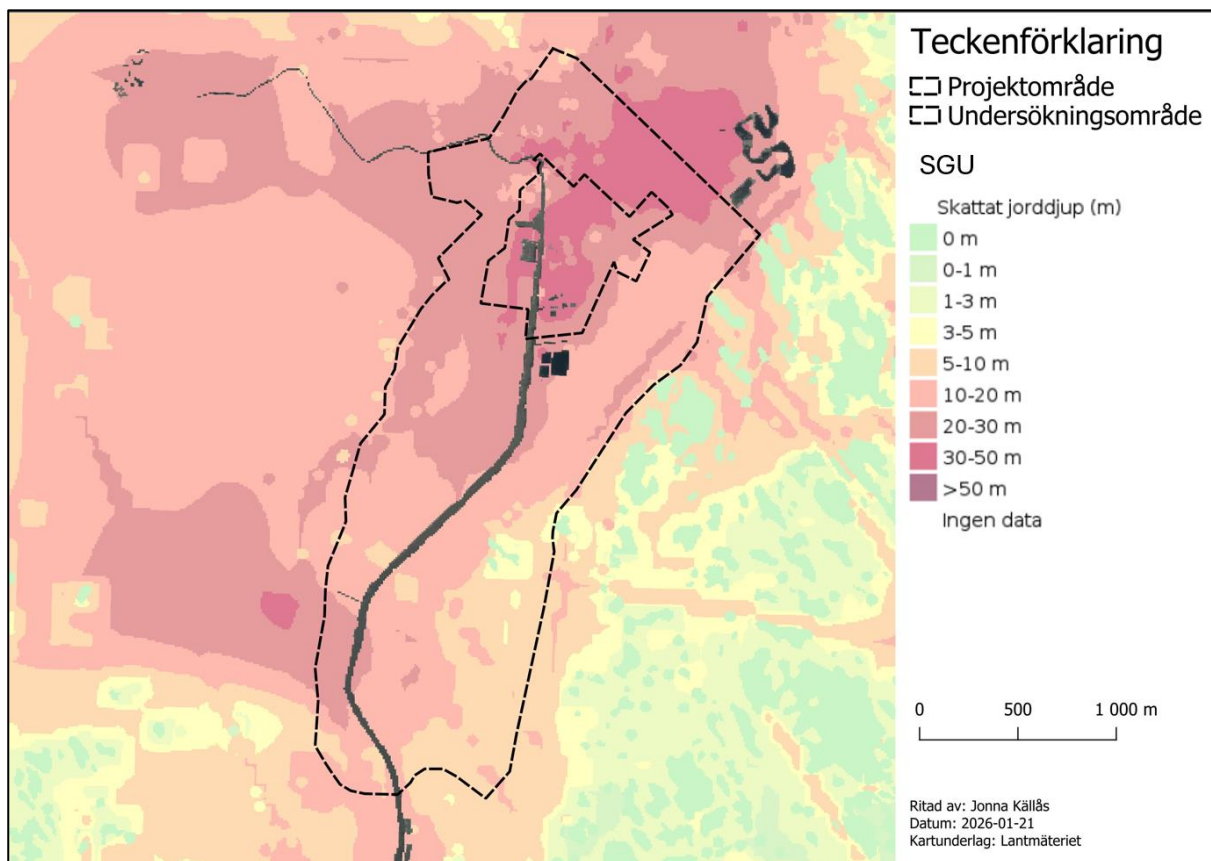 Teckenförklaring
Projektområde
Undersökningsområde
SGU
Skattat jorddjup (m)
0 m
0-1 m
1-3 m
3-5 m
5-10 m
10-20 m
20-30 m
30-50 m
>50 m
Ingen data
0 500 1 000 m
Ritad av: Jonna Källås
Datum: 2026-01-21
Kartunderlag: Lantmäteriet